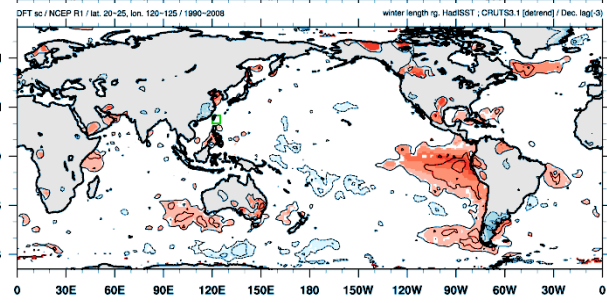 DFT sc / NCEP R1 / lat. 20-25, lon. 120-125 / 1990-2008
winter length rg. HadISST ; CRUTS3.1 [detrend] / Dec. lag(-3)
0 30E 60E 90E 120E 150E 180 150W 120W 90W 60W 30W 0